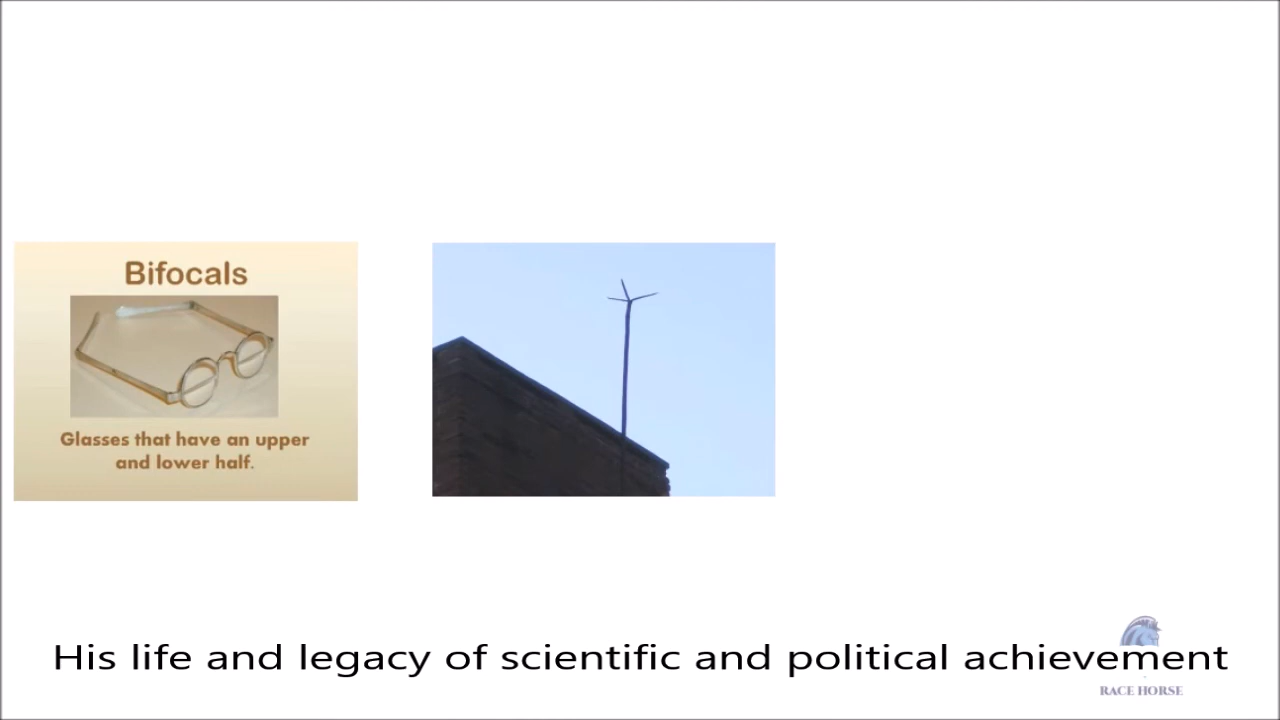 Bifocals
Glasses that have an upper
and lower half.
His life and legacy of scientific and political achievement
RACE HORSE